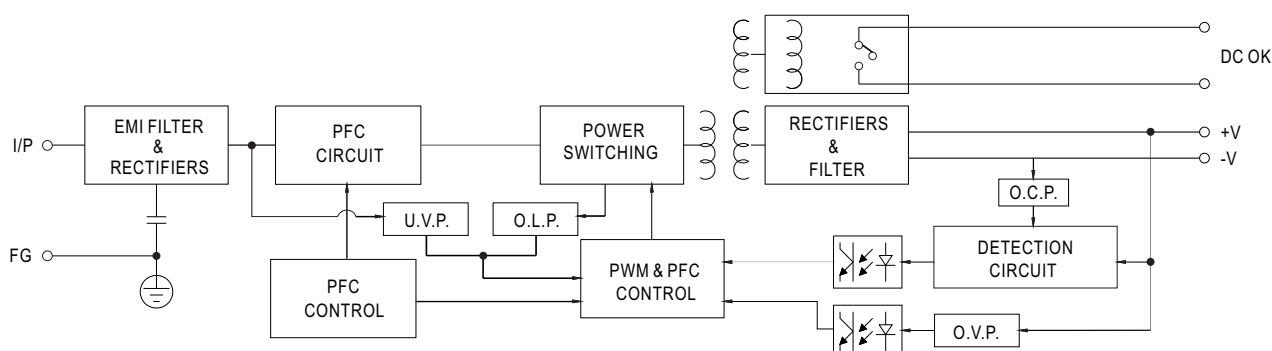 DC OK
I/P
EMI FILTER
&
RECTIFIERS
PFC
CIRCUIT
POWER
SWITCHING
RECTIFIERS
&
FILTER
+V
-V
U.V.P.
O.L.P.
O.C.P.
FG
PFC
CONTROL
PWM & PFC
CONTROL
DETECTION
CIRCUIT
O.V.P.